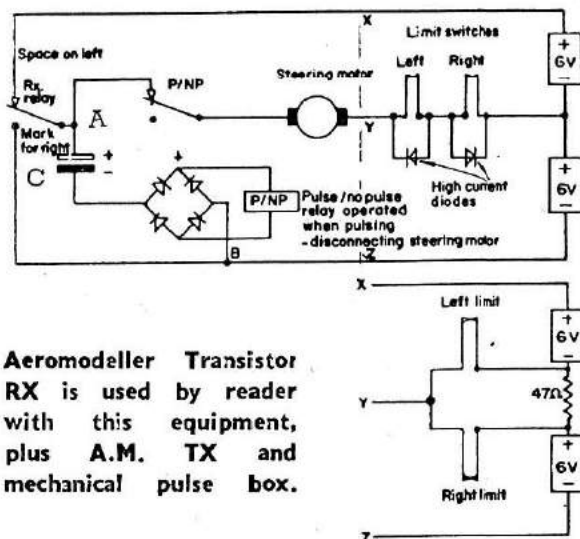 X
Space on left
Limit switches
Left Right
+
6V
-
Rx.
relay
P/NP
Steering motor
A
Mark
for right
Y
C
+
-
+
P/NP
Pulse/no pulse
relay operated
when pulsing
-disconnecting steering motor
High current
diodes
+
6V
-
B
Z
X
Left limit
+
6V
-
Aeromodeller Transistor
RX is used by reader
with this equipment,
plus A.M. TX and
mechanical pulse box.
Y
47Ω
+
6V
-
Right limit
Z